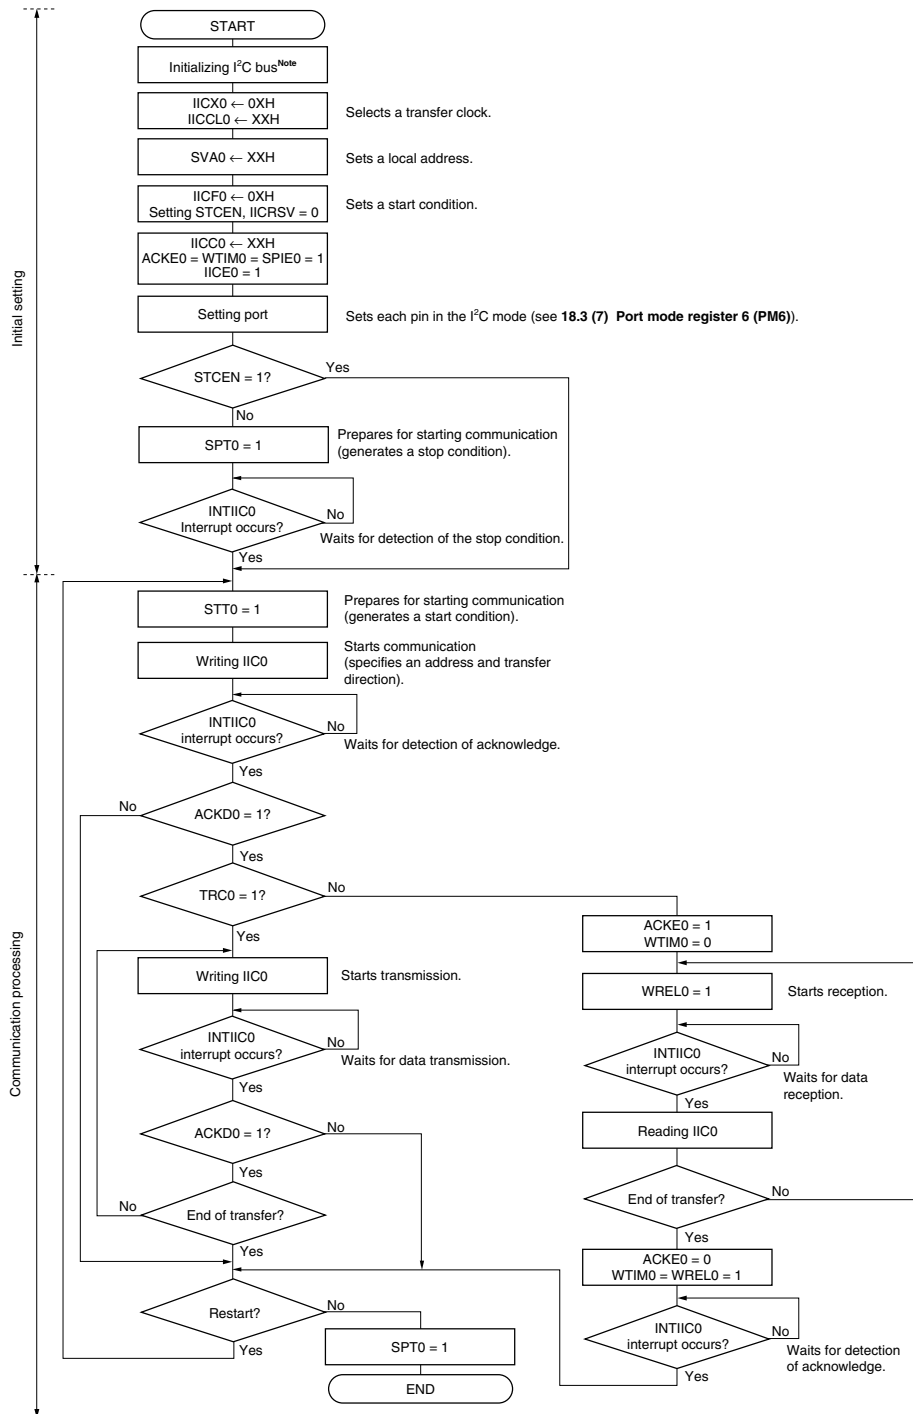 START
Initializing I²C bus^Note
IICX0 ← 0XH
IICCL0 ← XXH
Selects a transfer clock.
SVA0 ← XXH
Sets a local address.
IICF0 ← 0XH
Setting STCEN, IICRSV = 0
Sets a start condition.
IICC0 ← XXH
ACKE0 = WTIM0 = SPIE0 = 1
IICE0 = 1
Initial setting
Setting port
Sets each pin in the I²C mode (see 18.3 (7) Port mode register 6 (PM6)).
STCEN = 1?
Yes
No
SPT0 = 1
Prepares for starting communication
(generates a stop condition).
INTIIC0
Interrupt occurs?
No
Waits for detection of the stop condition.
Yes
STT0 = 1
Prepares for starting communication
(generates a start condition).
Writing IIC0
Starts communication
(specifies an address and transfer
direction).
INTIIC0
interrupt occurs?
No
Waits for detection of acknowledge.
Yes
No
ACKD0 = 1?
Yes
TRC0 = 1?
No
Yes
Communication processing
Writing IIC0
Starts transmission.
INTIIC0
interrupt occurs?
No
Waits for data transmission.
Yes
ACKD0 = 1?
No
Yes
No
End of transfer?
Yes
ACKE0 = 1
WTIM0 = 0
WREL0 = 1
Starts reception.
INTIIC0
interrupt occurs?
No
Waits for data
reception.
Yes
Reading IIC0
End of transfer?
No
Yes
ACKE0 = 0
WTIM0 = WREL0 = 1
INTIIC0
interrupt occurs?
No
Waits for detection
of acknowledge.
Yes
Restart?
No
Yes
SPT0 = 1
END